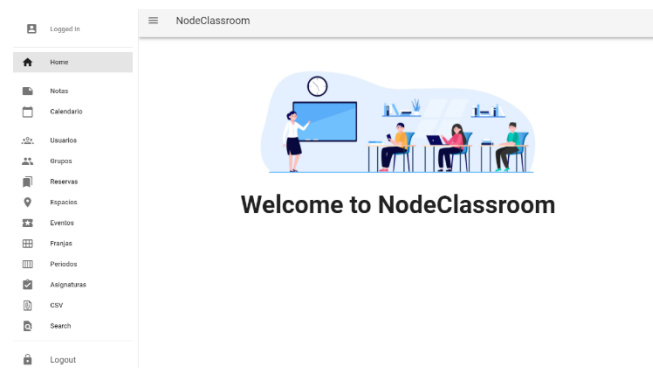 Logged In
NodeClassroom
Home
Notas
Calendario
Usuarios
Grupos
Reservas
Espacios
Eventos
Franjas
Periodos
Asignaturas
CSV
Search
Logout
Welcome to NodeClassroom